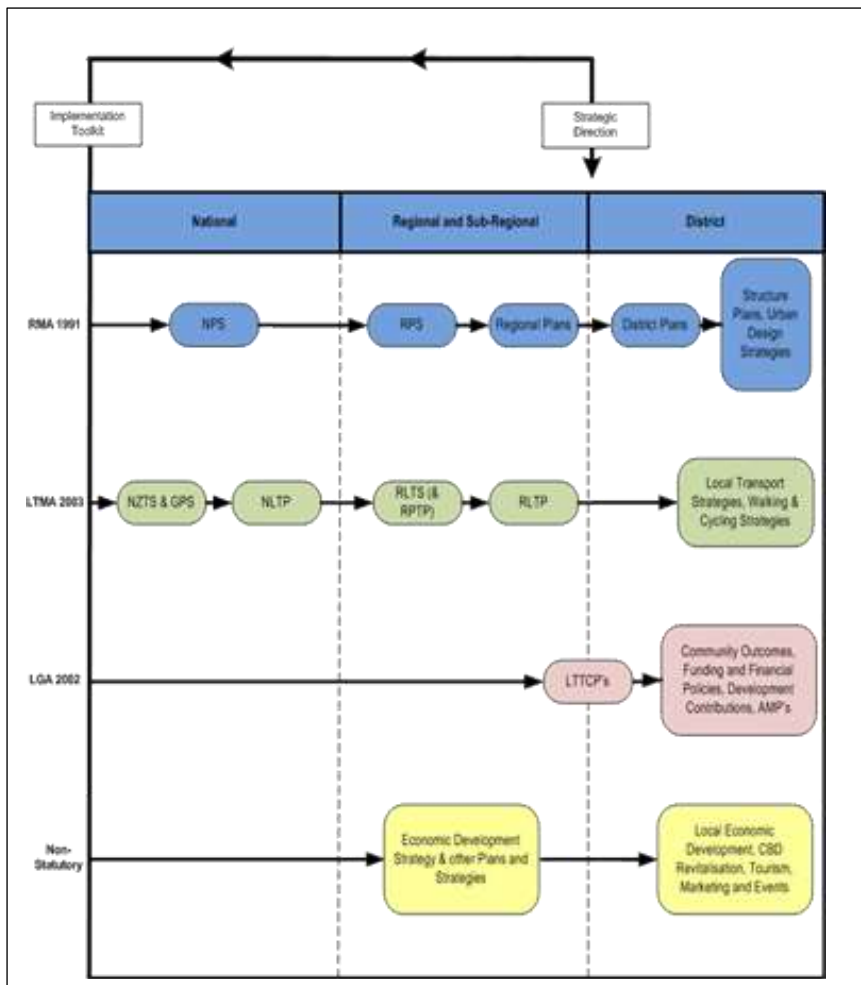 Implementation
Toolkit
Strategic
Direction
National
Regional and Sub-Regional
District
RMA 1991
NPS
RPS
Regional Plans
District Plans
Structure
Plans, Urban
Design
Strategies
LTMA 2003
NZTS & GPS
NLTP
RLTS (&
RPTP)
RLTP
Local Transport
Strategies, Walking &
Cycling Strategies
LGA 2002
LTTCP's
Community Outcomes,
Funding and Financial
Policies, Development
Contributions, AMP's
Non-
Statutory
Economic Development
Strategy & other Plans and
Strategies
Local Economic
Development, CBD
Revitalisation, Tourism,
Marketing and Events